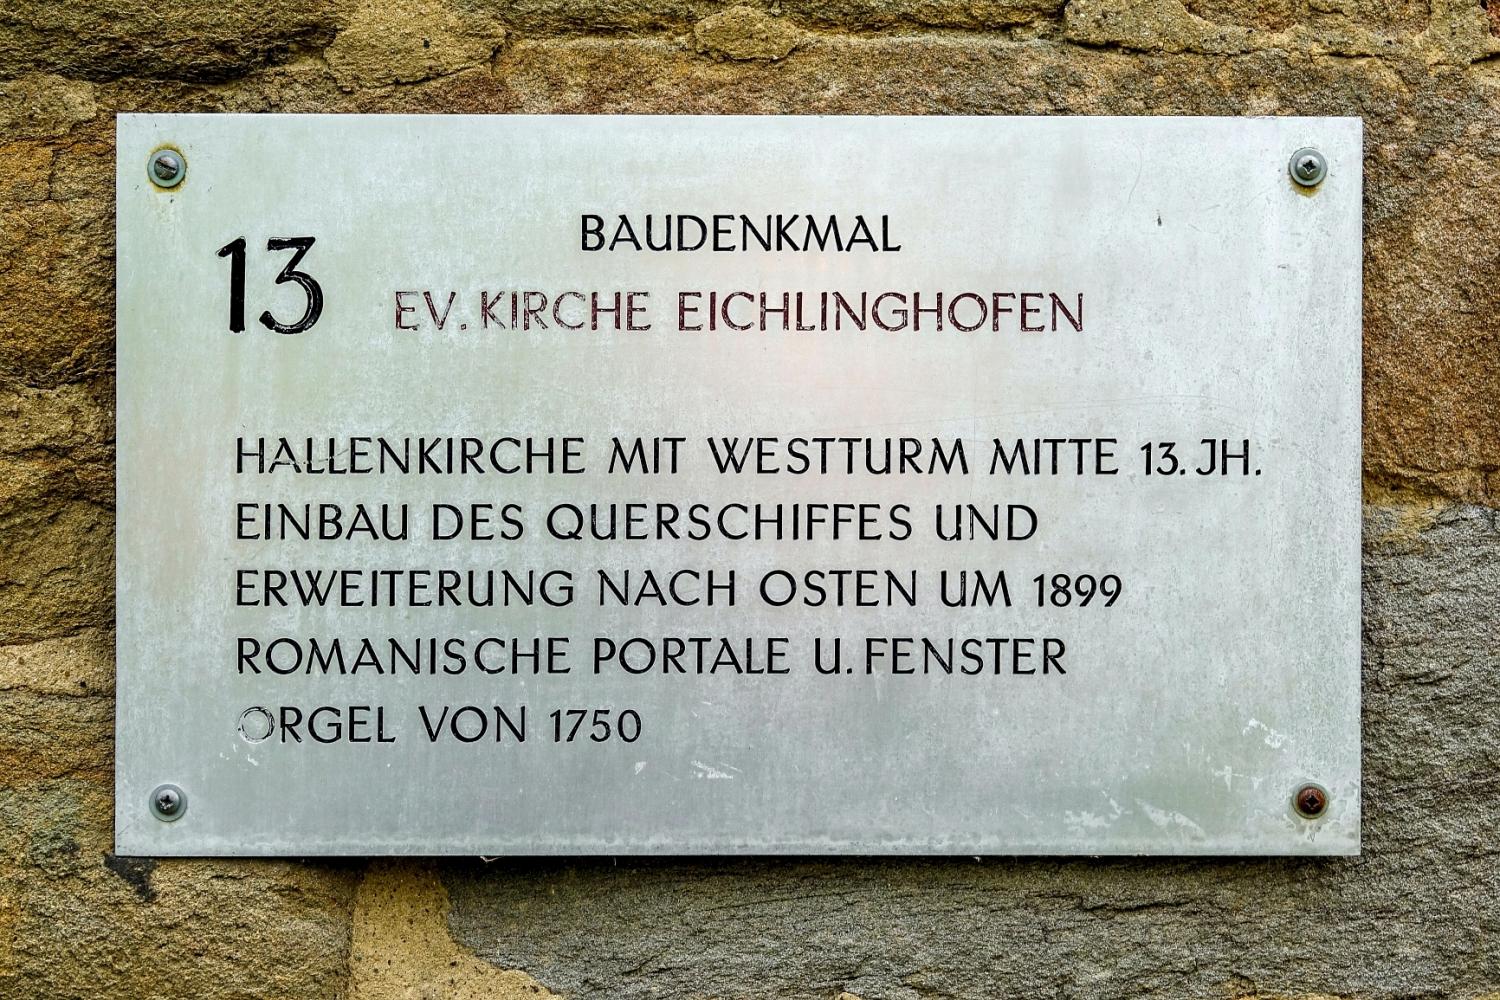 BAUDENKMAL
13 EV. KIRCHE EICHLINGHOFEN
HALLENKIRCHE MIT WESTTURM MITTE 13. JH.
EINBAU DES QUERSCHIFFES UND
ERWEITERUNG NACH OSTEN UM 1899
ROMANISCHE PORTALE U. FENSTER
ORGEL VON 1750